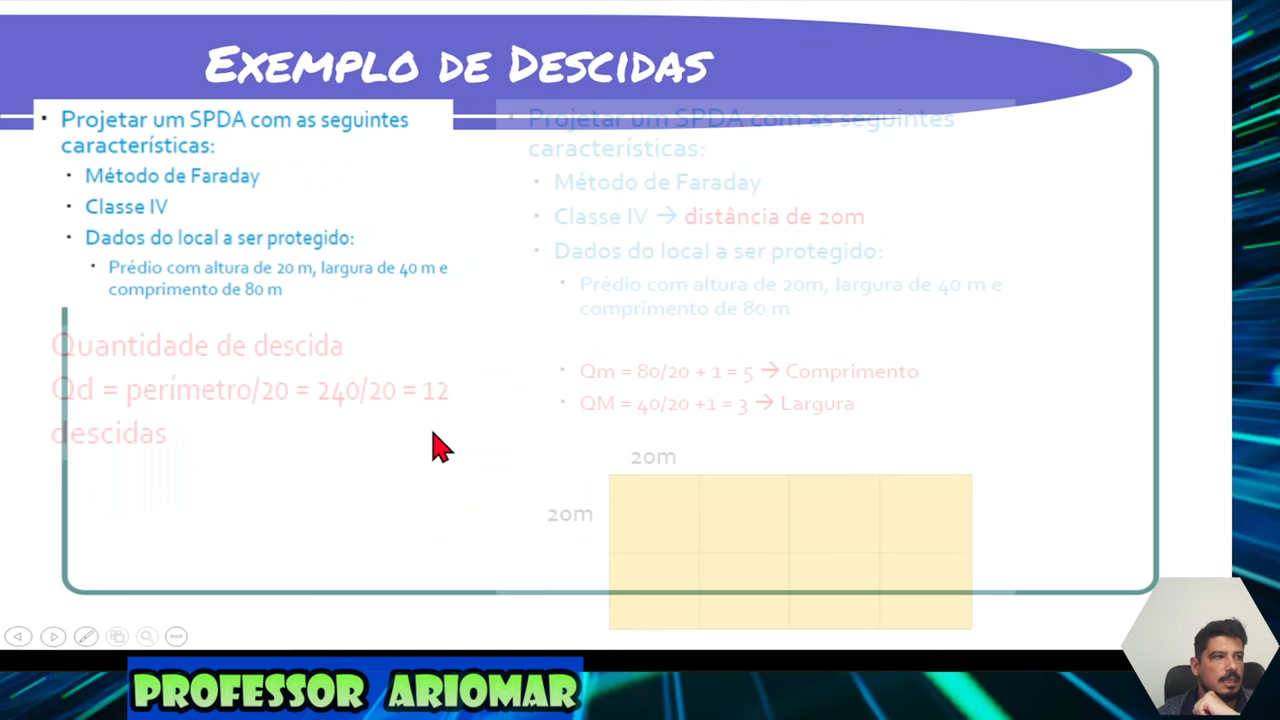 EXEMPLO DE DESCIDAS
• Projetar um SPDA com as seguintes
características:
• Método de Faraday
• Classe IV
• Dados do local a ser protegido:
• Prédio com altura de 20 m, largura de 40 m e
comprimento de 80 m
Quantidade de descida
Qd = perímetro/20 = 240/20 = 12
descidas
• Projetar um SPDA com as seguintes
características:
• Método de Faraday
• Classe IV → distância de 20m
• Dados do local a ser protegido:
• Prédio com altura de 20m, largura de 40 m e
comprimento de 80 m
• Qm = 80/20 + 1 = 5 → Comprimento
• QM = 40/20 +1 = 3 → Largura
20m
20m
PROFESSOR ARIOMAR